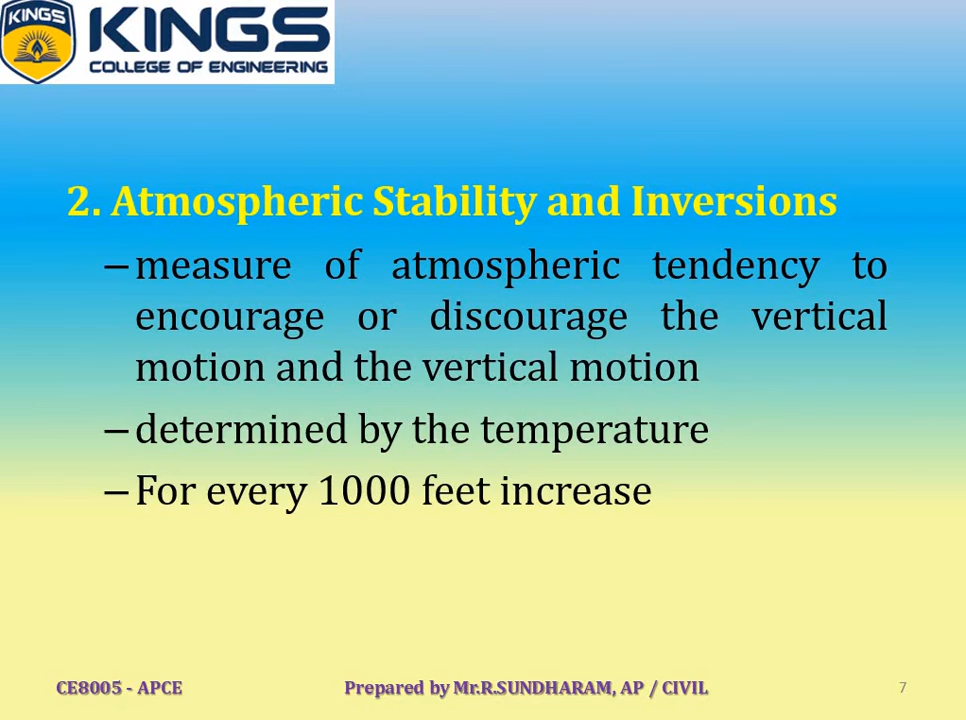 KINGS
KINGS
COLLEGE OF ENGINEERING
2. Atmospheric Stability and Inversions
–measure of atmospheric tendency to
encourage or discourage the vertical
motion and the vertical motion
–determined by the temperature
–For every 1000 feet increase
CE8005 - APCE Prepared by Mr.R.SUNDHARAM, AP / CIVIL 7